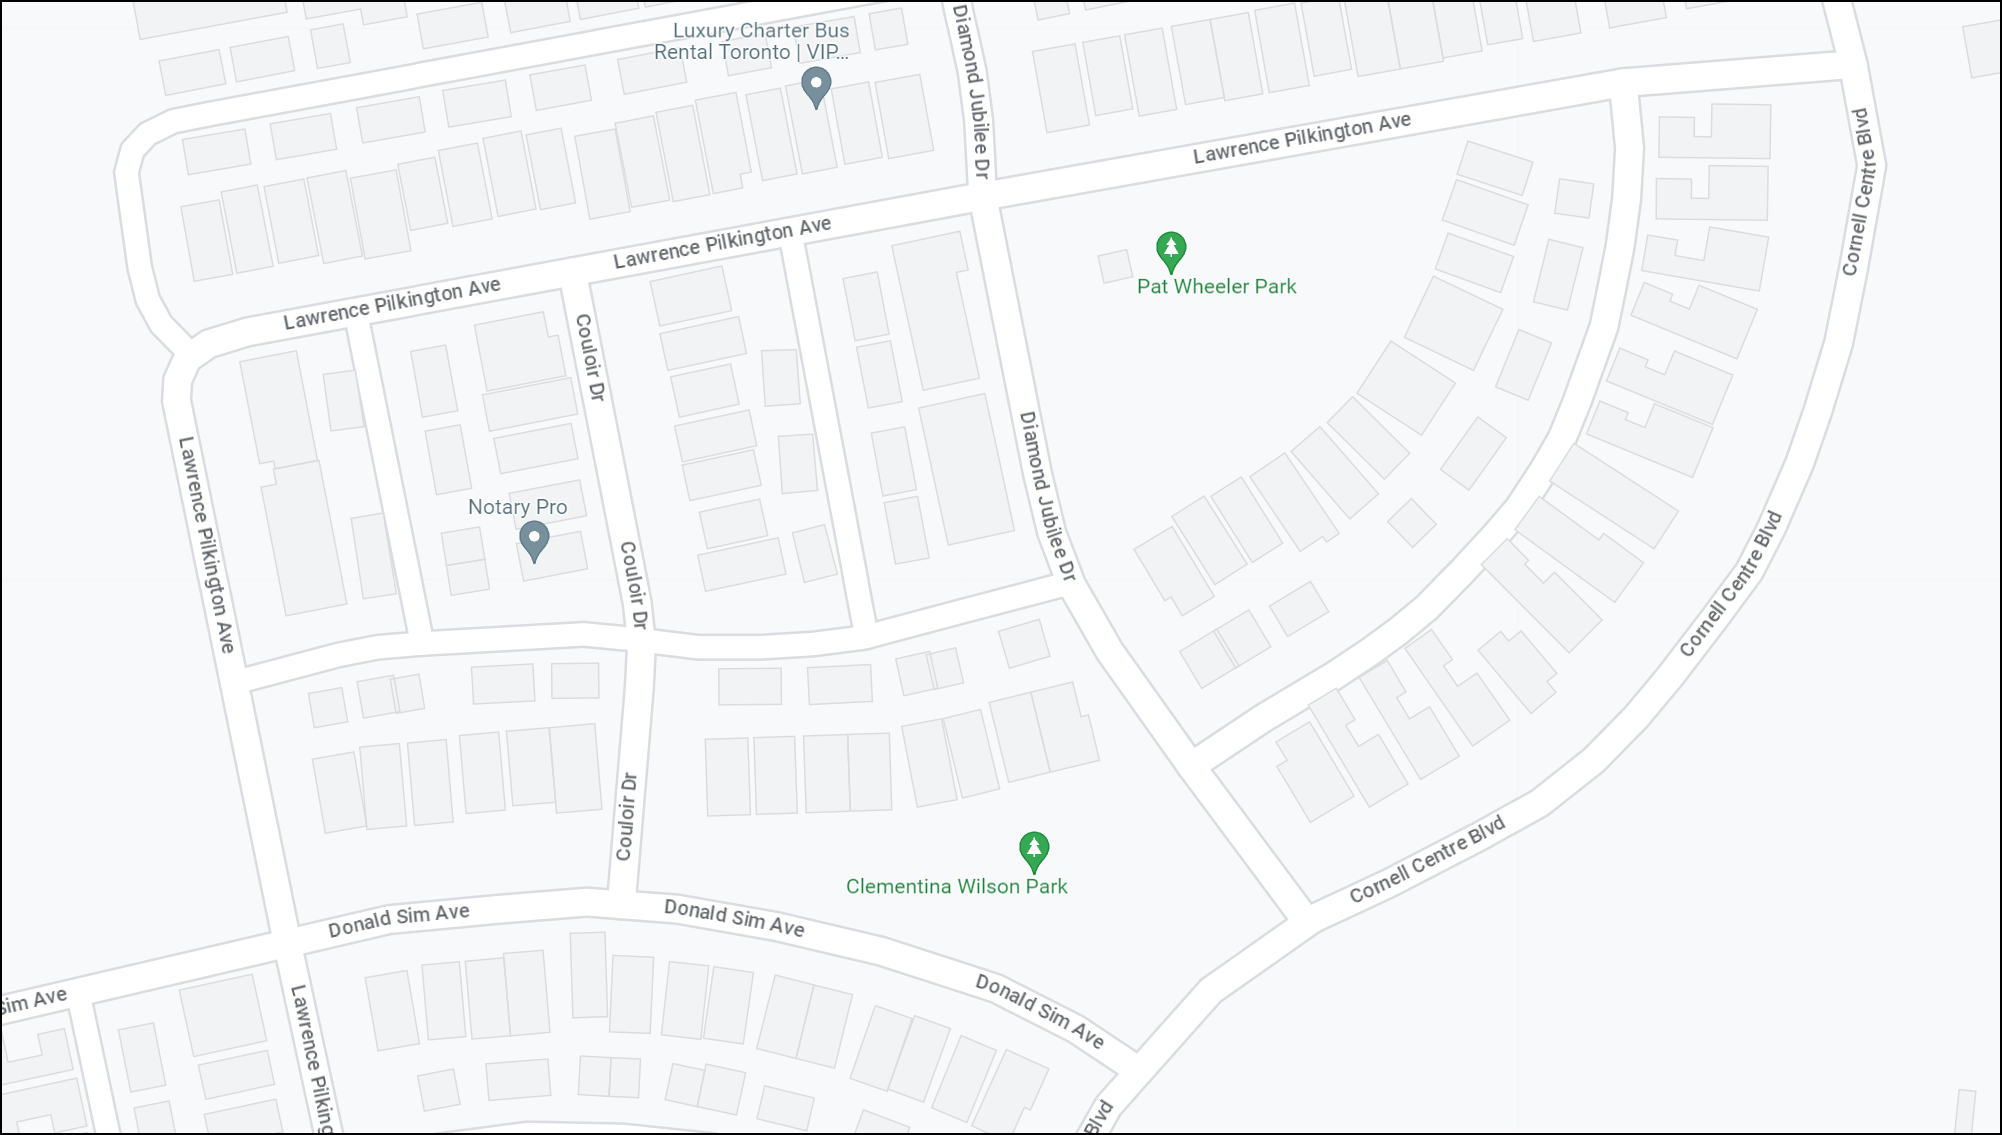 Luxury Charter Bus
Rental Toronto | VIP...
Diamond Jubilee Dr
Lawrence Pilkington Ave
Cornell Centre Blvd
Lawrence Pilkington Ave
Pat Wheeler Park
Lawrence Pilkington Ave
Couloir Dr
Diamond Jubilee Dr
Lawrence Pilkington Ave
Notary Pro
Couloir Dr
Cornell Centre Blvd
Couloir Dr
Clementina Wilson Park
Cornell Centre Blvd
Donald Sim Ave
Donald Sim Ave
Donald Sim Ave
Sim Ave
Lawrence Pilking
Blvd